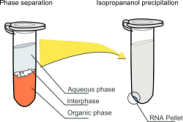 Phase separation
Isopropanol precipitation
Aqueous phase
Interphase
Organic phase
RNA Pellet